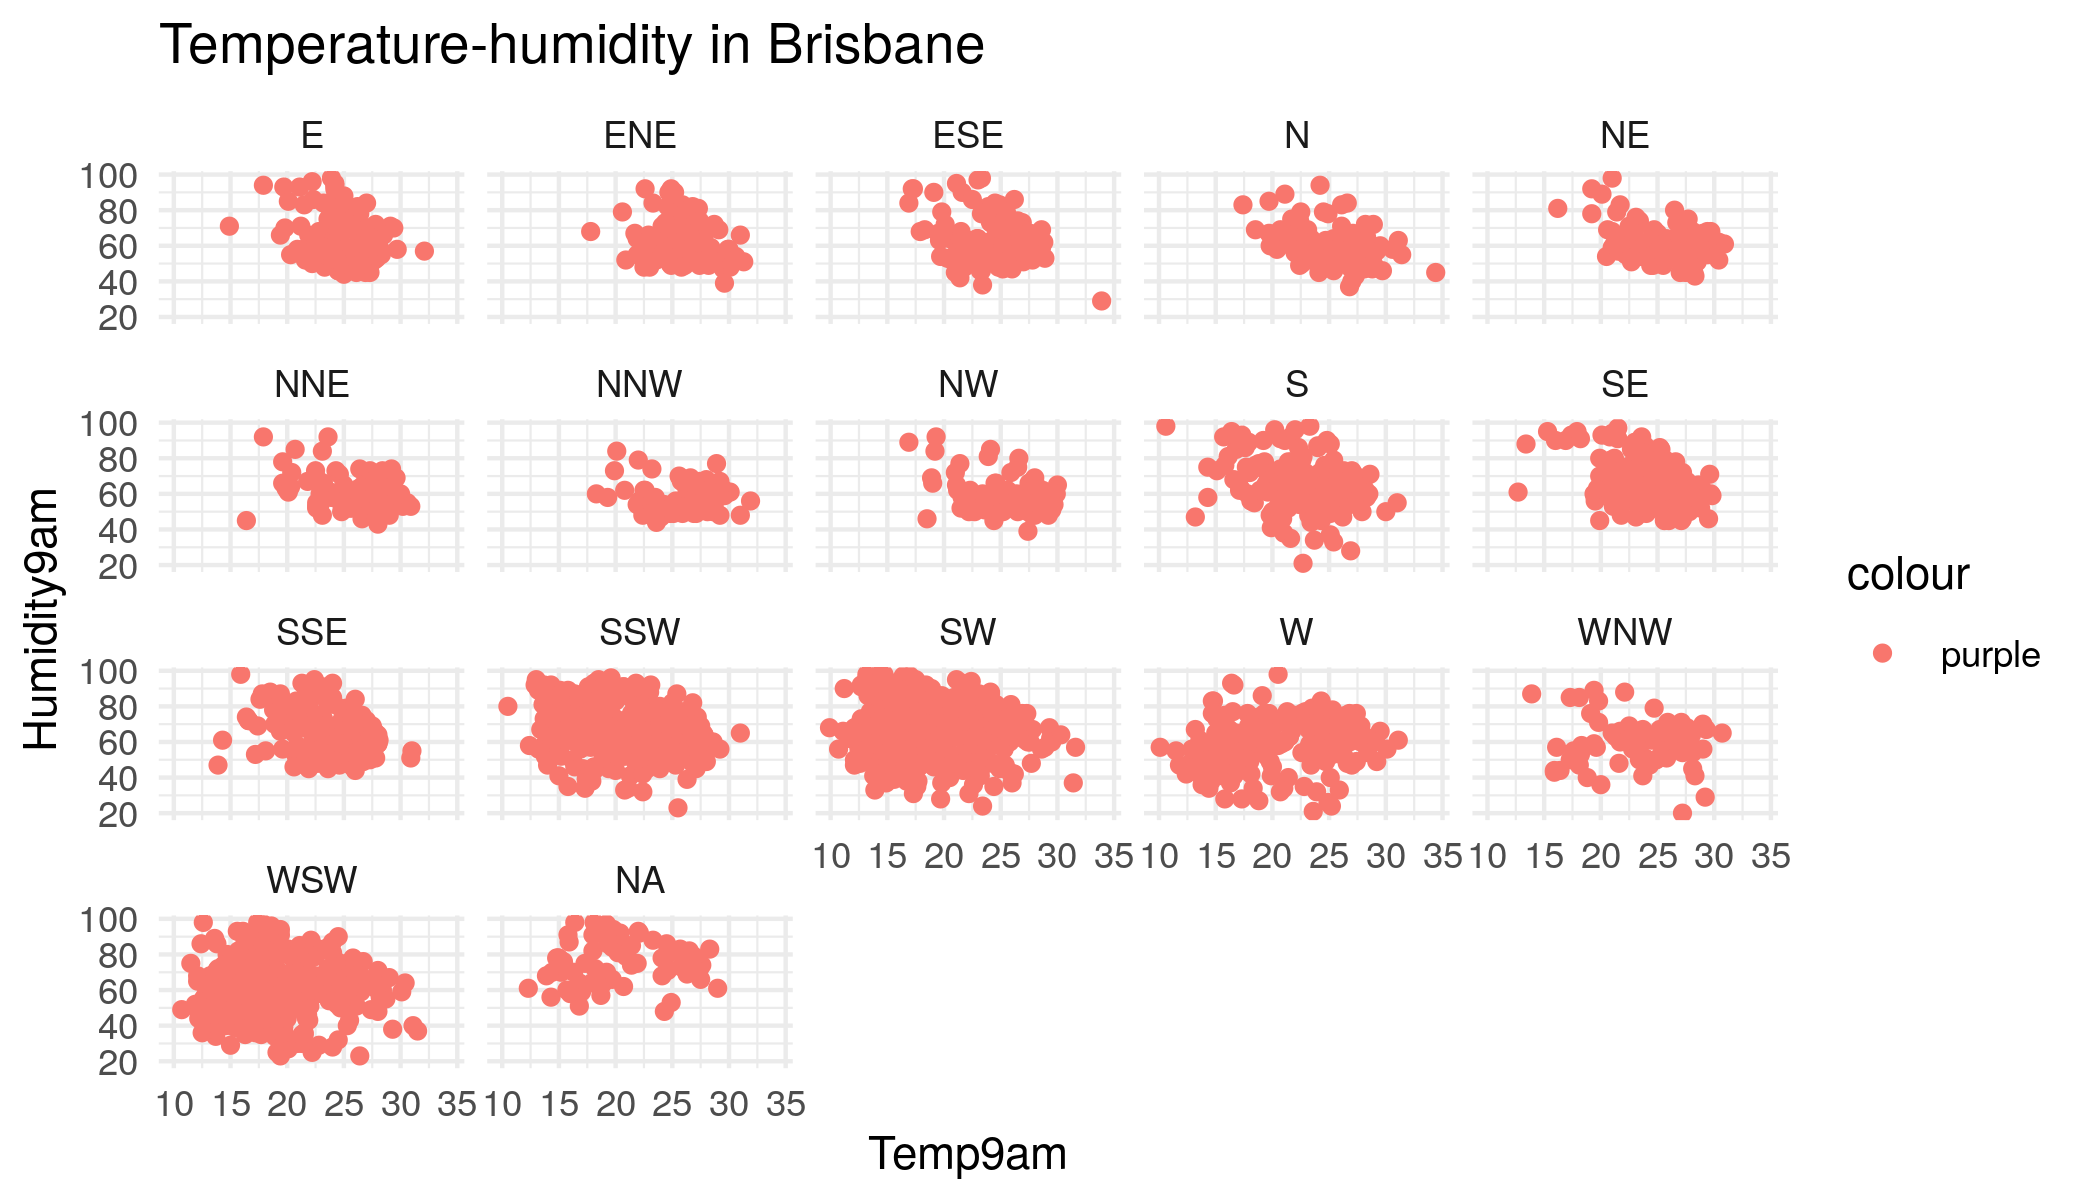 Temperature-humidity in Brisbane
E ENE ESE N NE
100
80
60
40
20
NNE NNW NW S SE
100
80
60
40
20
SSE SSW SW W WNW
100
80
60
40
20
10 15 20 25 30 35 10 15 20 25 30 35 10 15 20 25 30 35
WSW NA
100
80
60
40
20
10 15 20 25 30 35 10 15 20 25 30 35
Temp9am
Humidity9am
colour
purple